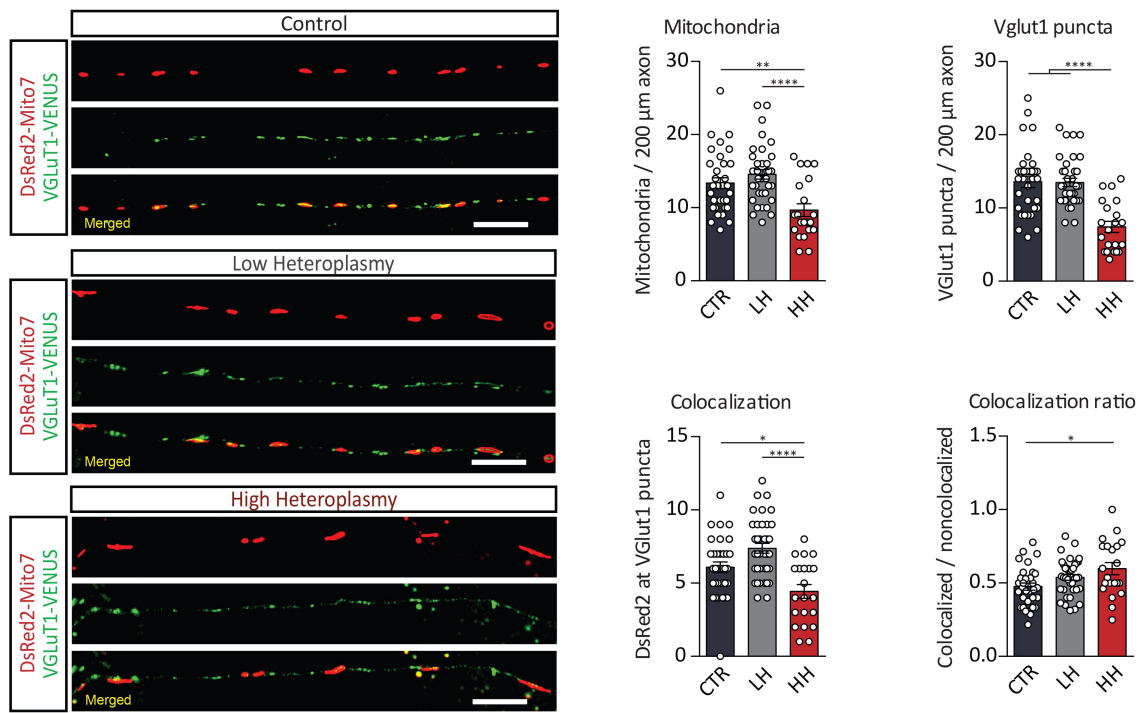 Control
DsRed2-Mito7
VGLuT1-VENUS
Merged
Low Heteroplasmy
DsRed2-Mito7
VGLuT1-VENUS
Merged
High Heteroplasmy
DsRed2-Mito7
VGLuT1-VENUS
Merged
Mitochondria
Mitochondria / 200 µm axon
30
20
10
0
**
****
CTR LH HH
Vglut1 puncta
VGlut1 puncta / 200 µm axon
30
20
10
0
****
CTR LH HH
Colocalization
DsRed2 at VGlut1 puncta
15
10
5
0
*
****
CTR LH HH
Colocalization ratio
Colocalized / noncolocalized
1.5
1.0
0.5
0.0
*
CTR LH HH